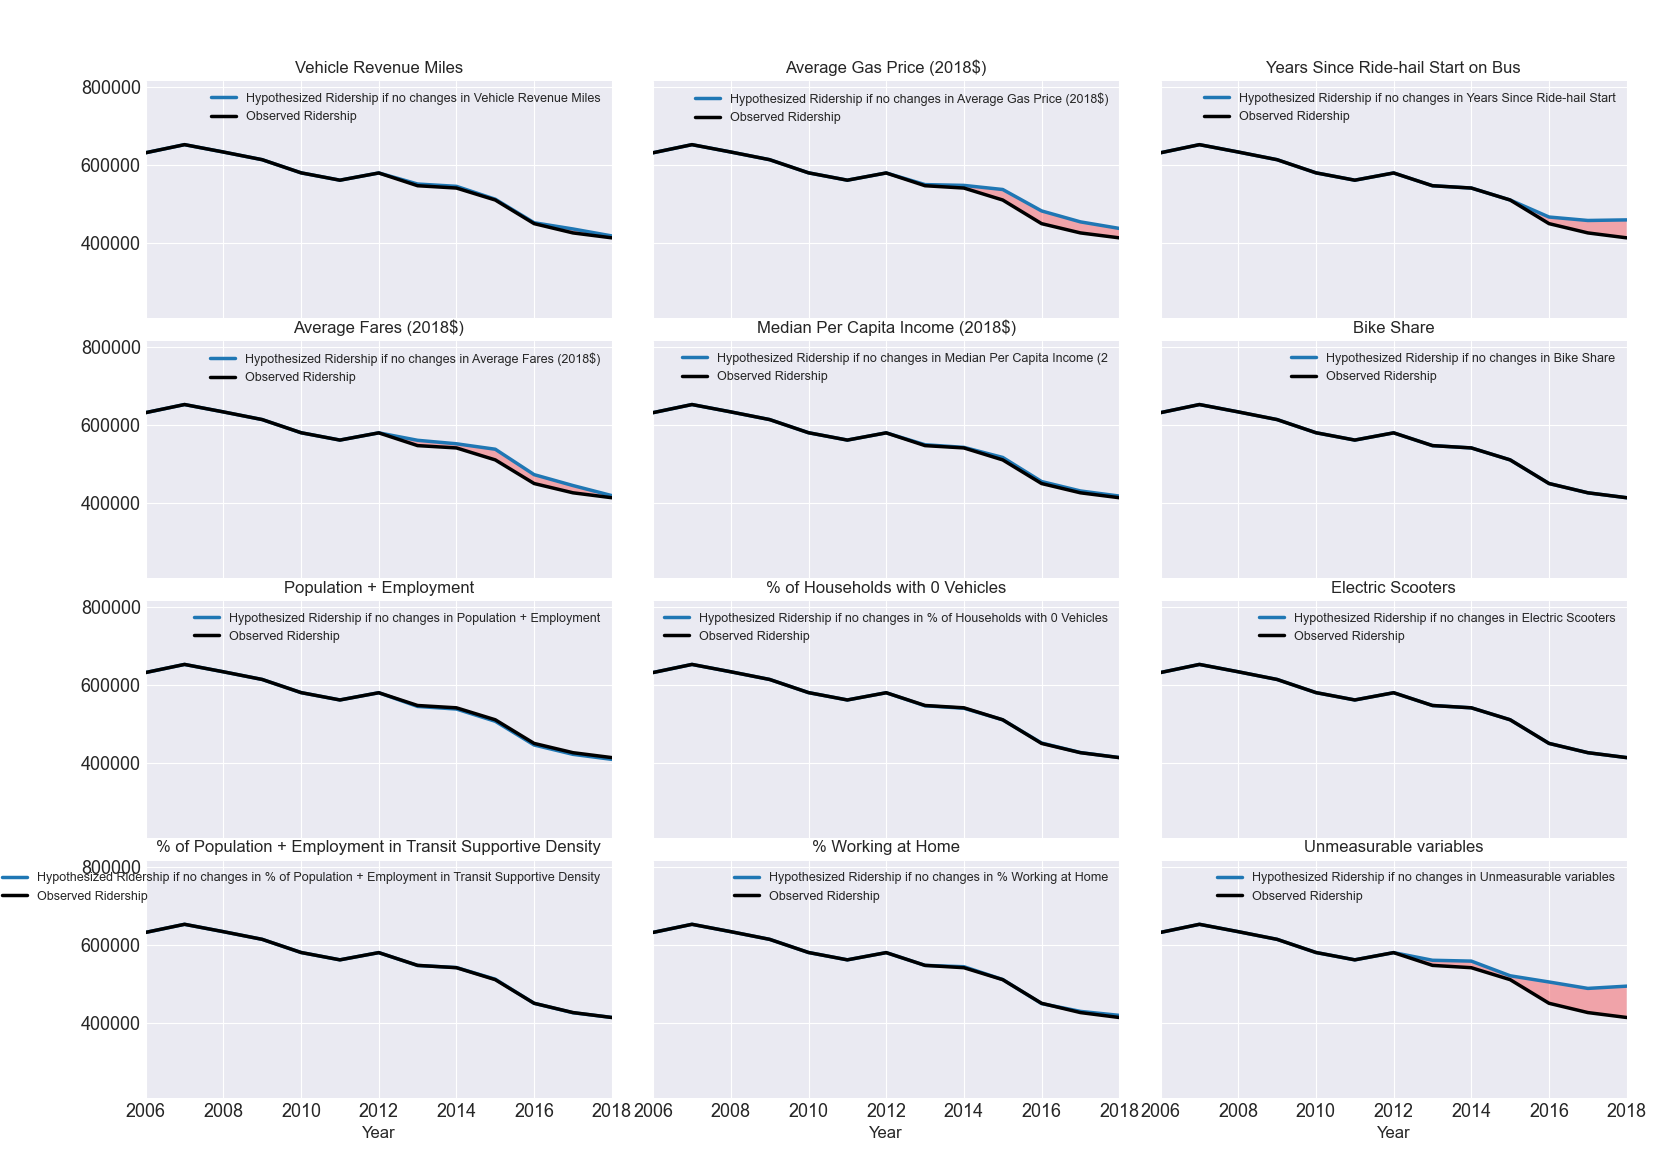 Vehicle Revenue Miles
800000
Hypothesized Ridership if no changes in Vehicle Revenue Miles
Observed Ridership
600000
400000
Average Gas Price (2018$)
Hypothesized Ridership if no changes in Average Gas Price (2018$)
Observed Ridership
Years Since Ride-hail Start on Bus
Hypothesized Ridership if no changes in Years Since Ride-hail Start
Observed Ridership
Average Fares (2018$)
800000
Hypothesized Ridership if no changes in Average Fares (2018$)
Observed Ridership
600000
400000
Median Per Capita Income (2018$)
Hypothesized Ridership if no changes in Median Per Capita Income (2
Observed Ridership
Bike Share
Hypothesized Ridership if no changes in Bike Share
Observed Ridership
Population + Employment
800000
Hypothesized Ridership if no changes in Population + Employment
Observed Ridership
600000
400000
% of Households with 0 Vehicles
Hypothesized Ridership if no changes in % of Households with 0 Vehicles
Observed Ridership
Electric Scooters
Hypothesized Ridership if no changes in Electric Scooters
Observed Ridership
% of Population + Employment in Transit Supportive Density
800000
Hypothesized Ridership if no changes in % of Population + Employment in Transit Supportive Density
Observed Ridership
600000
400000
2006 2008 2010 2012 2014 2016 2018
Year
% Working at Home
Hypothesized Ridership if no changes in % Working at Home
Observed Ridership
2006 2008 2010 2012 2014 2016 2018
Year
Unmeasurable variables
Hypothesized Ridership if no changes in Unmeasurable variables
Observed Ridership
2006 2008 2010 2012 2014 2016 2018
Year